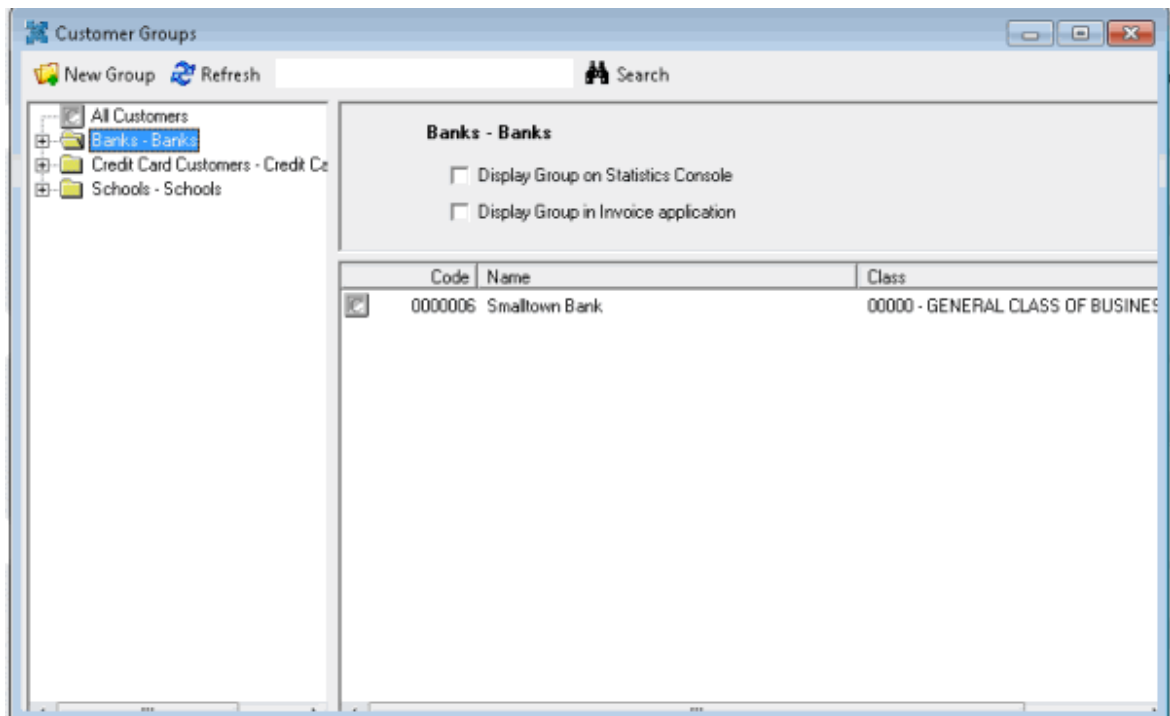 Customer Groups
New Group Refresh Search
All Customers
Banks - Banks
Credit Card Customers - Credit Ca
Schools - Schools
Banks - Banks
Display Group on Statistics Console
Display Group in Invoice application
Code Name Class
0000006 Smalltown Bank 00000 - GENERAL CLASS OF BUSINES